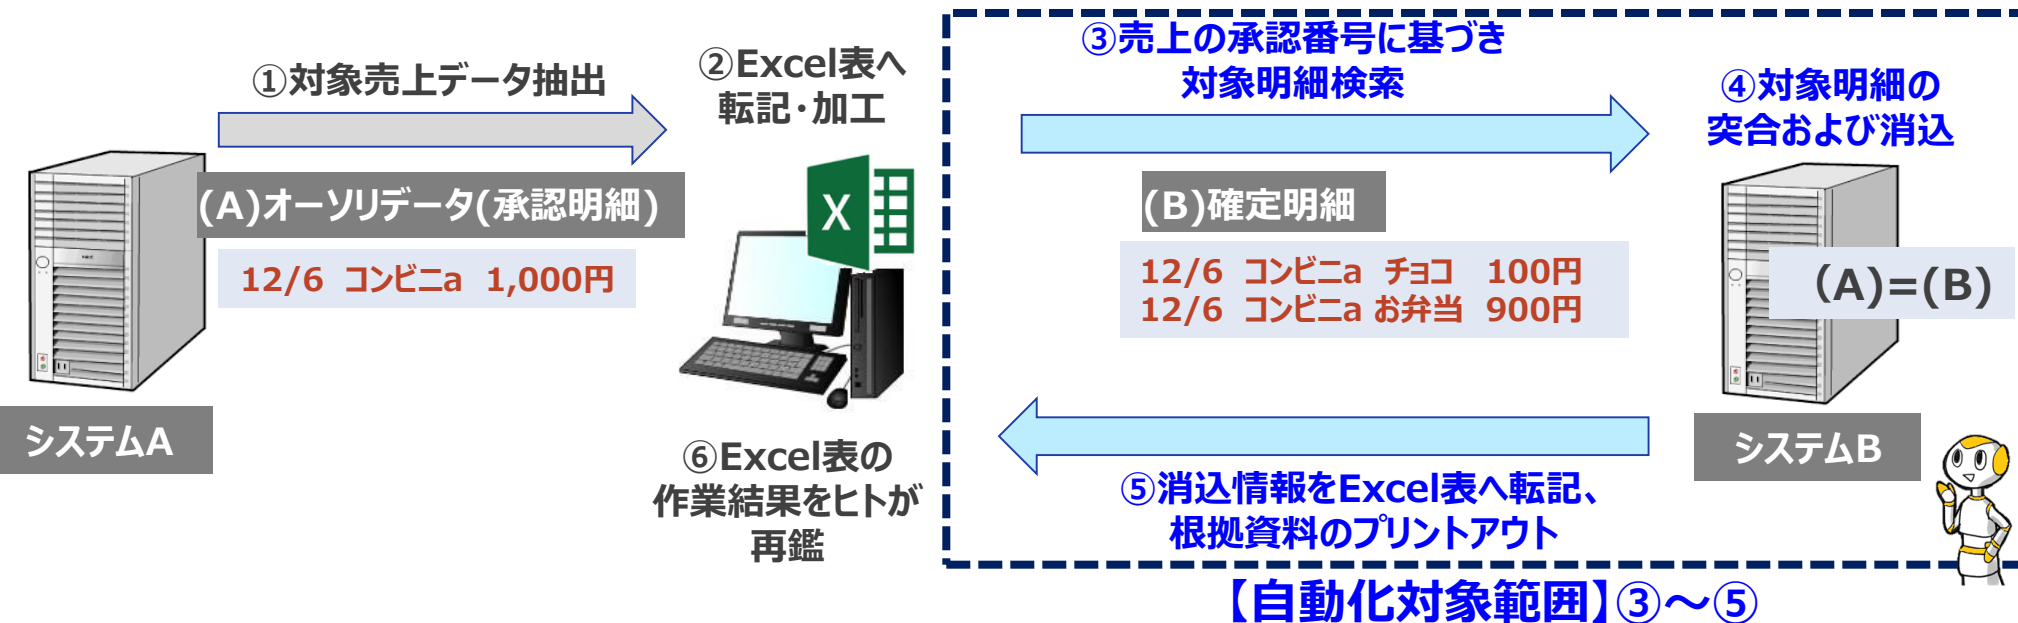 ①対象売上データ抽出
②Excel表へ
転記・加工
(A)オーソリデータ(承認明細)
12/6 コンビニa 1,000円
システムA
X
⑥Excel表の
作業結果をヒトが
再鑑
③売上の承認番号に基づき
対象明細検索
(B)確定明細
12/6 コンビニa チョコ 100円
12/6 コンビニa お弁当 900円
④対象明細の
突合および消込
(A)=(B)
システムB
⑤消込情報をExcel表へ転記、
根拠資料のプリントアウト
【自動化対象範囲】③～⑤